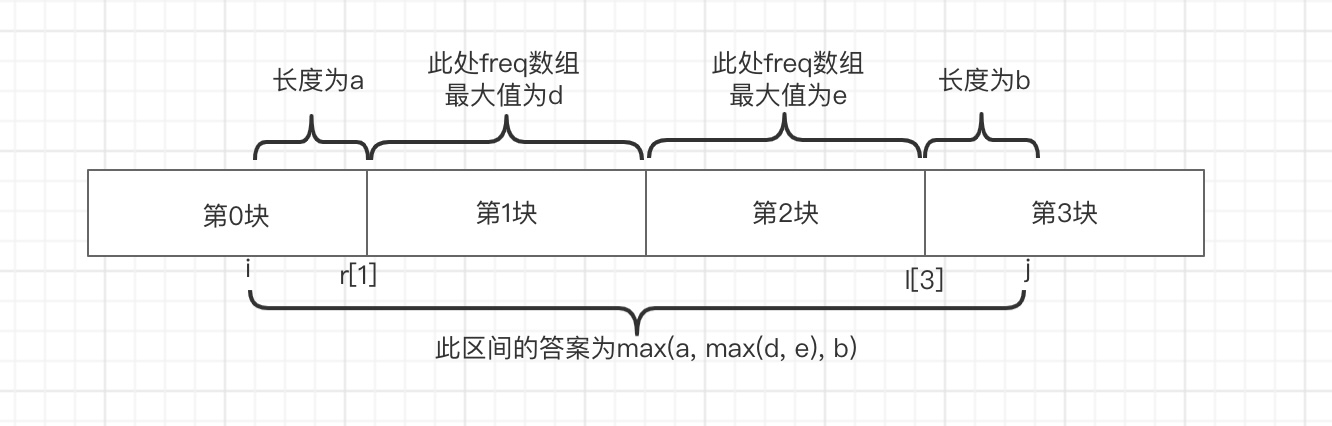 长度为a
此处freq数组
最大值为d
此处freq数组
最大值为e
长度为b
第0块
第1块
第2块
第3块
i
r[1]
l[3]
j
此区间的答案为max(a, max(d, e), b)